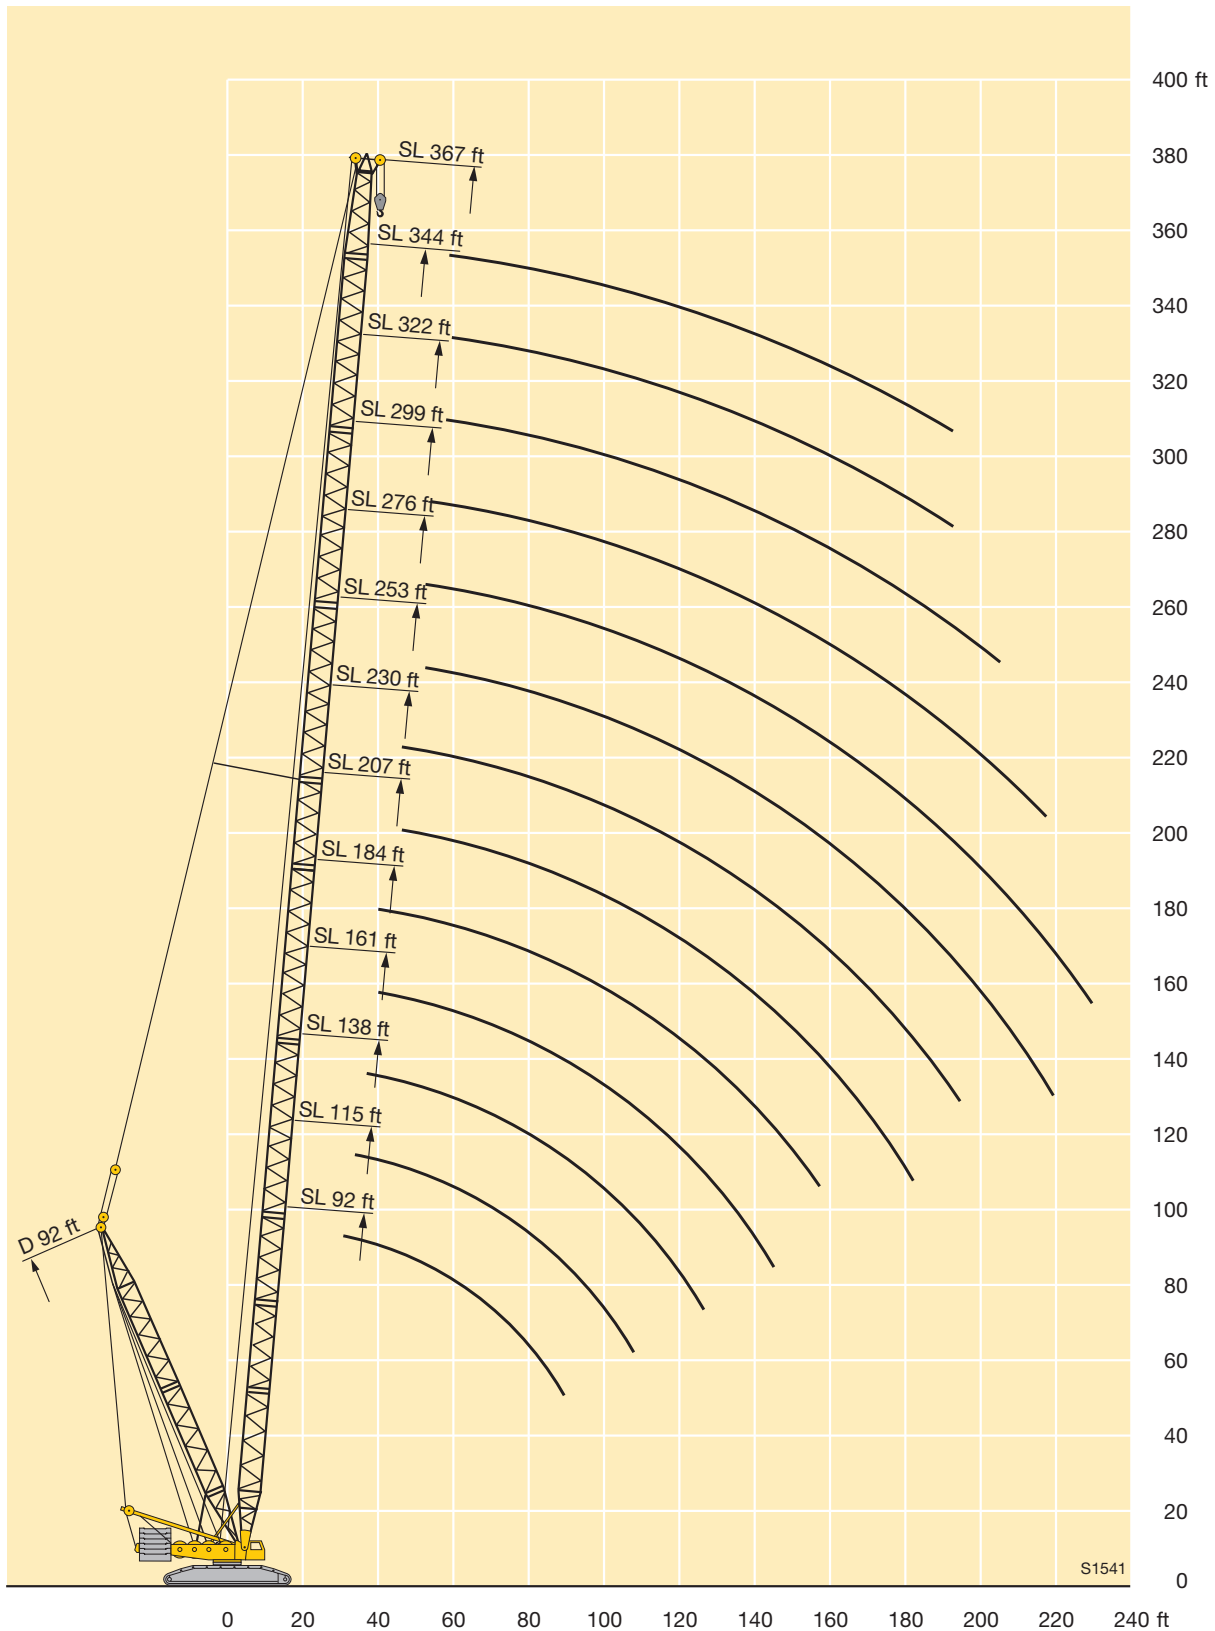 400 ft
SL 367 ft
380
360
SL 344 ft
340
SL 322 ft
320
SL 299 ft
300
280
SL 276 ft
260
SL 253 ft
240
SL 230 ft
220
SL 207 ft
200
SL 184 ft
180
SL 161 ft
160
SL 138 ft
140
SL 115 ft
120
SL 92 ft
100
D 92 ft
80
60
40
20
S1541
0
0 20 40 60 80 100 120 140 160 180 200 220 240 ft